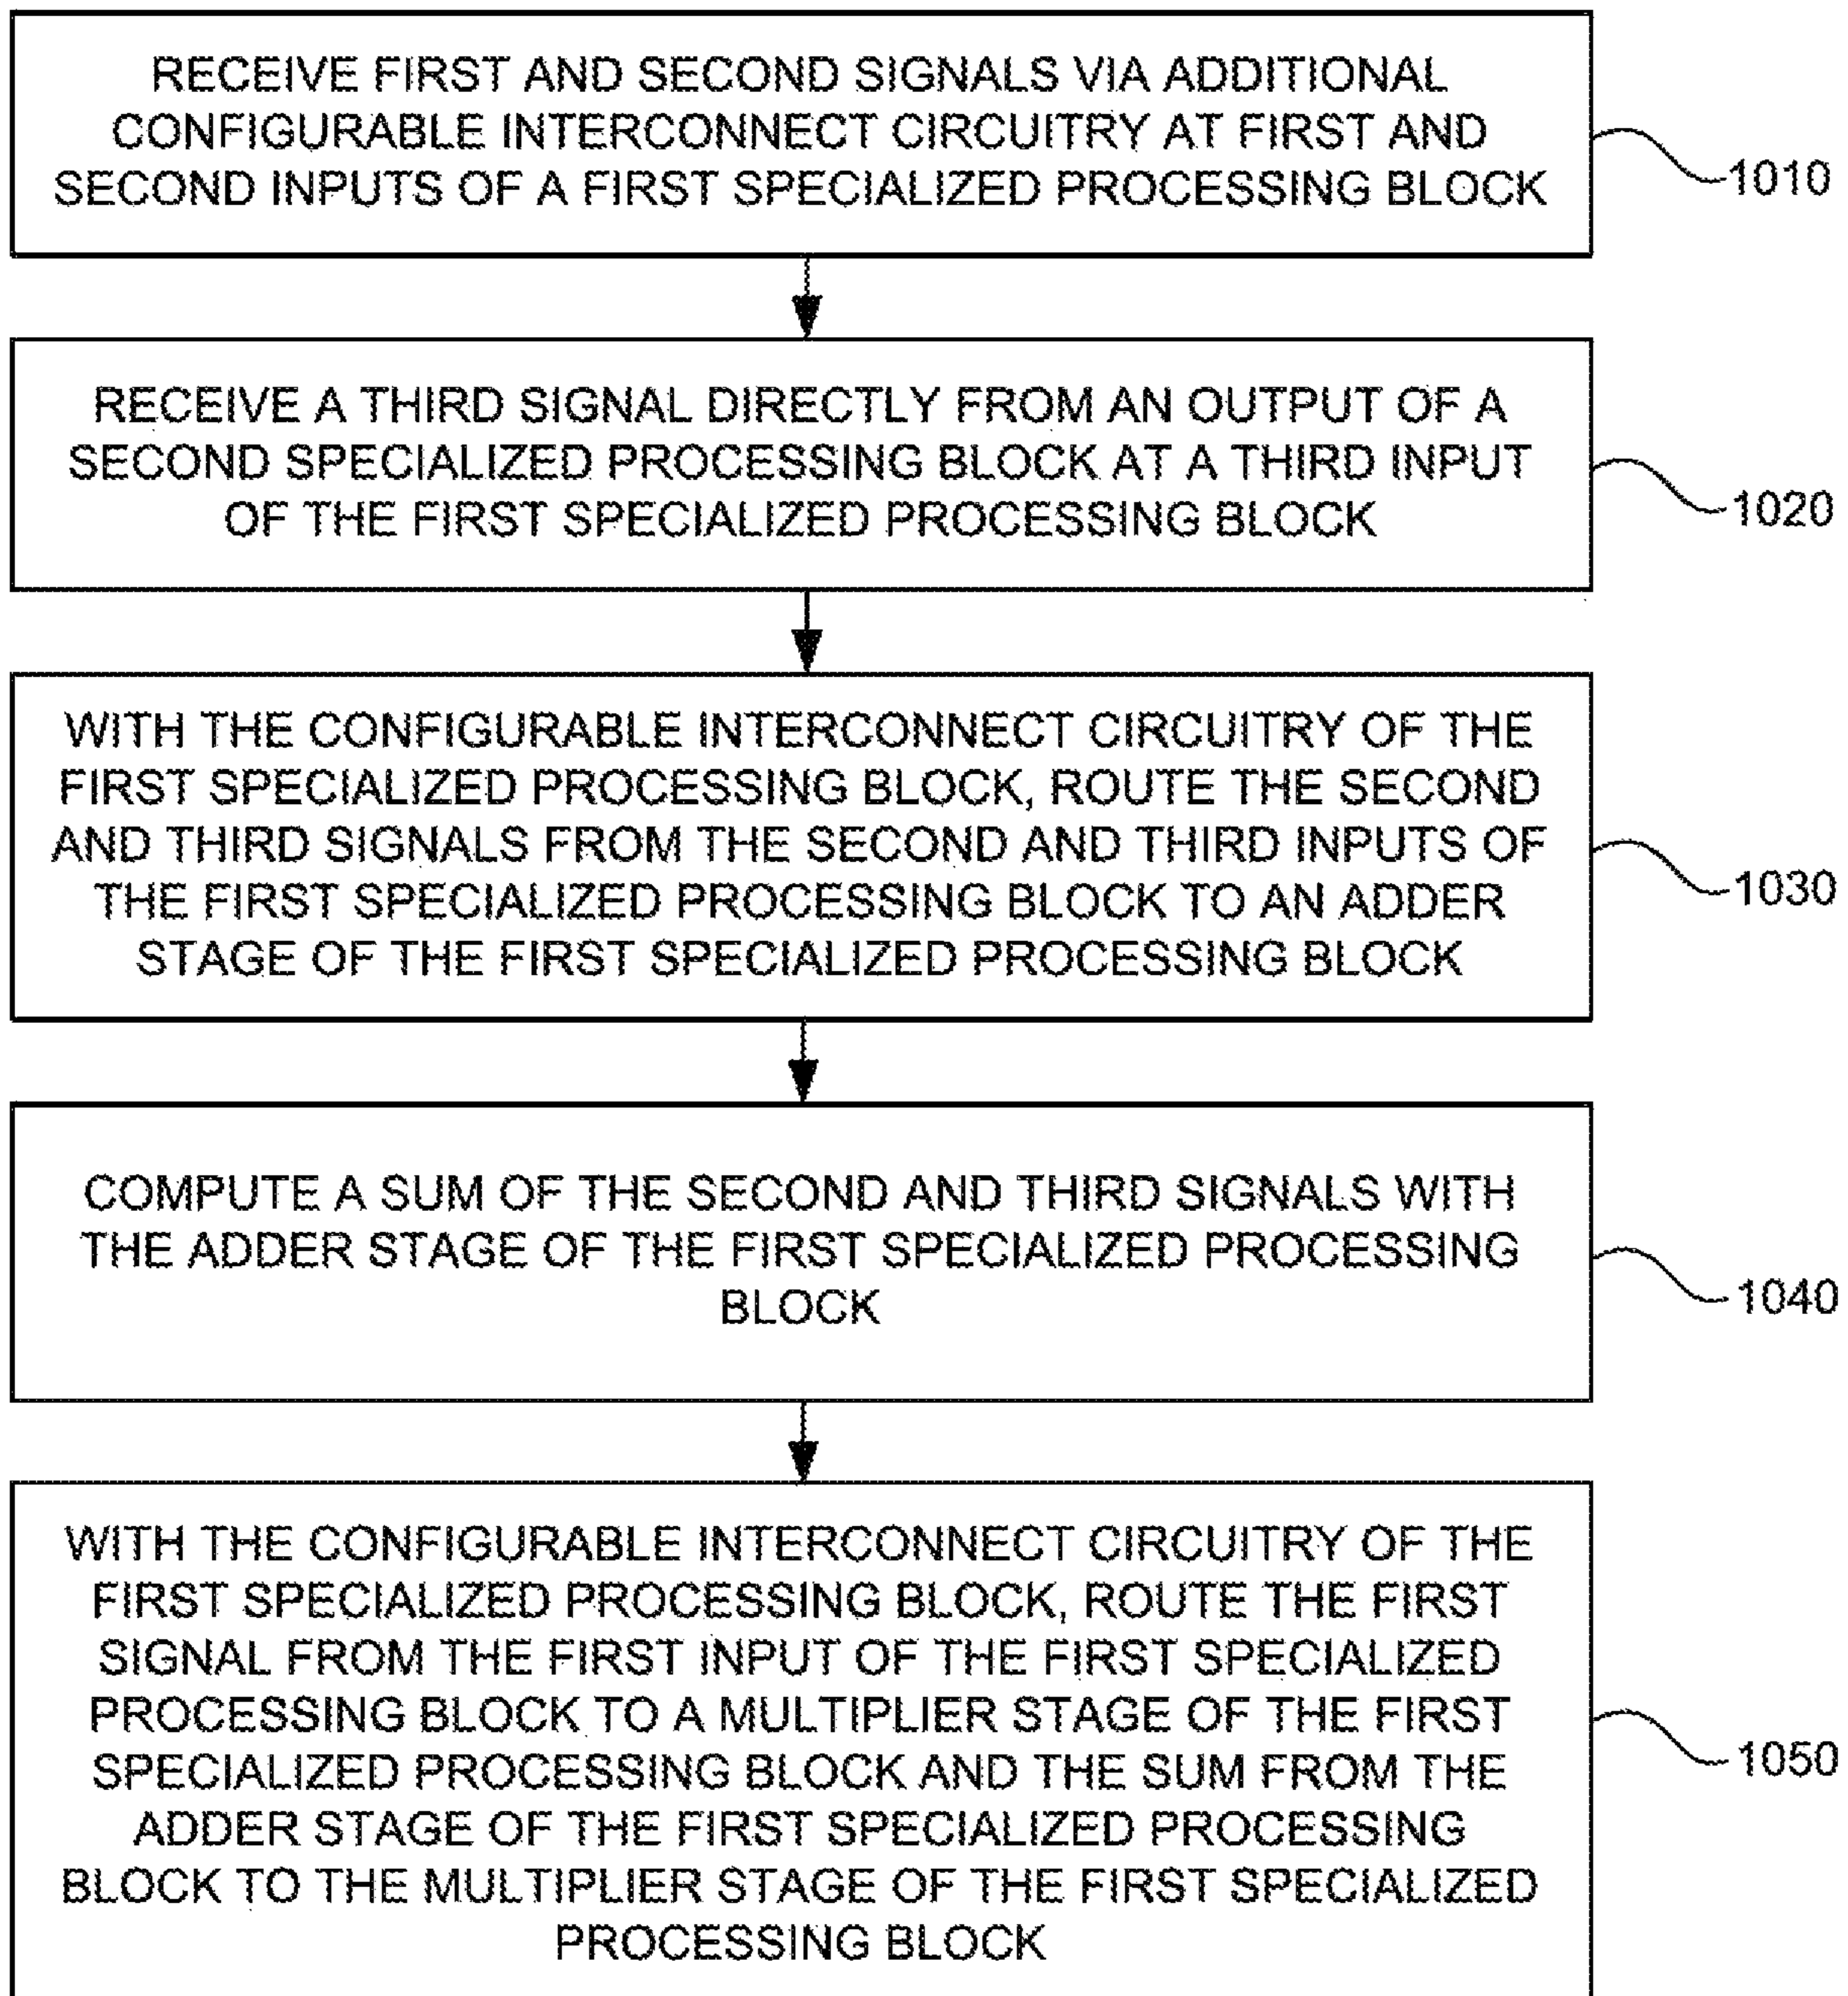 RECEIVE FIRST AND SECOND SIGNALS VIA ADDITIONAL
CONFIGURABLE INTERCONNECT CIRCUITRY AT FIRST AND
SECOND INPUTS OF A FIRST SPECIALIZED PROCESSING BLOCK
1010
RECEIVE A THIRD SIGNAL DIRECTLY FROM AN OUTPUT OF A
SECOND SPECIALIZED PROCESSING BLOCK AT A THIRD INPUT
OF THE FIRST SPECIALIZED PROCESSING BLOCK
1020
WITH THE CONFIGURABLE INTERCONNECT CIRCUITRY OF THE
FIRST SPECIALIZED PROCESSING BLOCK, ROUTE THE SECOND
AND THIRD SIGNALS FROM THE SECOND AND THIRD INPUTS OF
THE FIRST SPECIALIZED PROCESSING BLOCK TO AN ADDER
STAGE OF THE FIRST SPECIALIZED PROCESSING BLOCK
1030
COMPUTE A SUM OF THE SECOND AND THIRD SIGNALS WITH
THE ADDER STAGE OF THE FIRST SPECIALIZED PROCESSING
BLOCK
1040
WITH THE CONFIGURABLE INTERCONNECT CIRCUITRY OF THE
FIRST SPECIALIZED PROCESSING BLOCK, ROUTE THE FIRST
SIGNAL FROM THE FIRST INPUT OF THE FIRST SPECIALIZED
PROCESSING BLOCK TO A MULTIPLIER STAGE OF THE FIRST
SPECIALIZED PROCESSING BLOCK AND THE SUM FROM THE
ADDER STAGE OF THE FIRST SPECIALIZED PROCESSING
BLOCK TO THE MULTIPLIER STAGE OF THE FIRST SPECIALIZED
PROCESSING BLOCK
1050